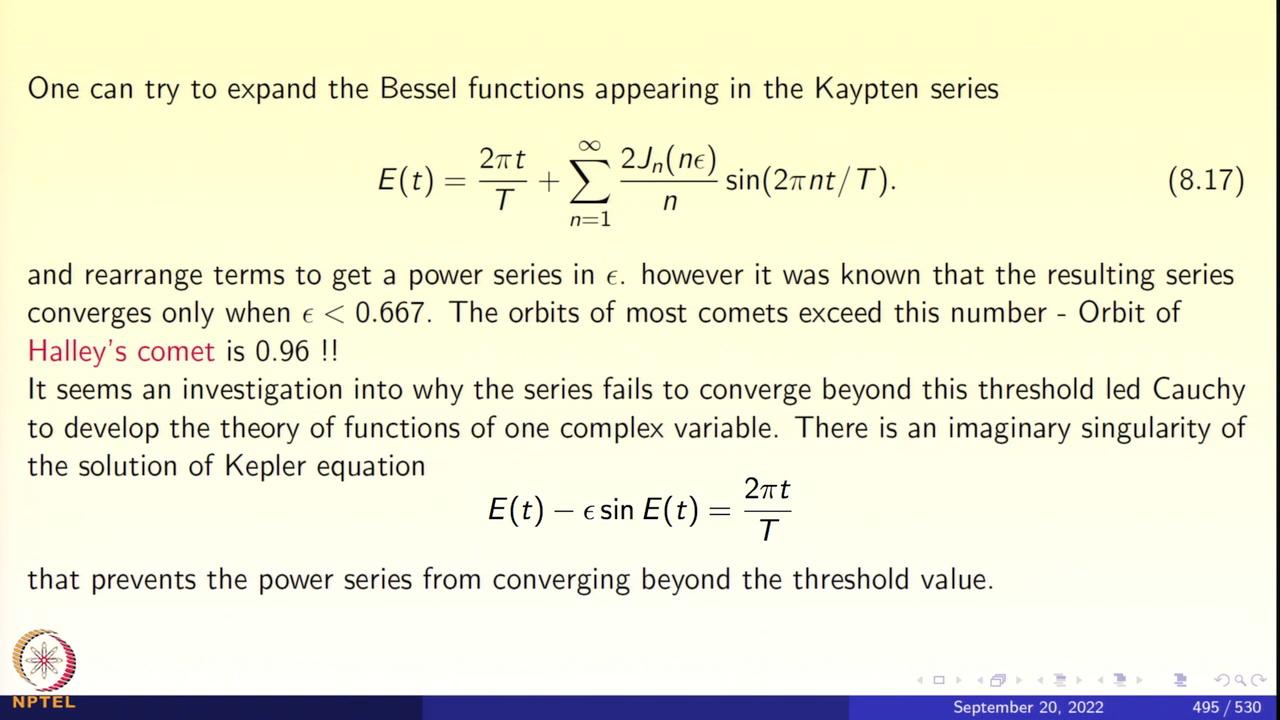 One can try to expand the Bessel functions appearing in the Kaypten series
E(t) = 2πt/T + ∑_{n=1}^{∞} 2J_n(nϵ)/n sin(2πnt/T). (8.17)
and rearrange terms to get a power series in ϵ. however it was known that the resulting series
converges only when ϵ < 0.667. The orbits of most comets exceed this number - Orbit of
Halley's comet is 0.96 !!
It seems an investigation into why the series fails to converge beyond this threshold led Cauchy
to develop the theory of functions of one complex variable. There is an imaginary singularity of
the solution of Kepler equation
E(t) − ϵ sin E(t) = 2πt/T
that prevents the power series from converging beyond the threshold value.
NPTEL
September 20, 2022 495 / 530